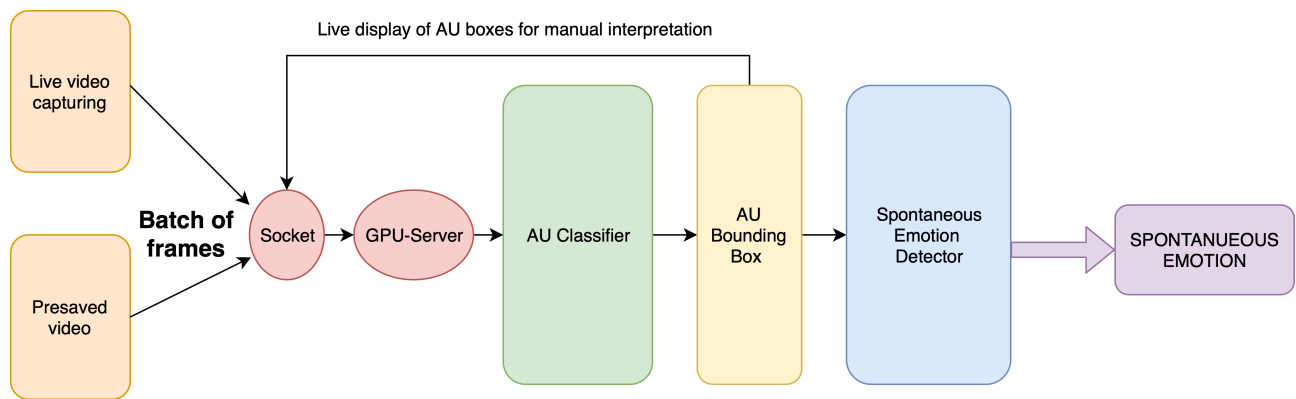 Live display of AU boxes for manual interpretation
Live video
capturing
Batch of
frames
Presaved
video
Socket
GPU-Server
AU Classifier
AU
Bounding
Box
Spontaneous
Emotion
Detector
SPONTANUEOUS
EMOTION